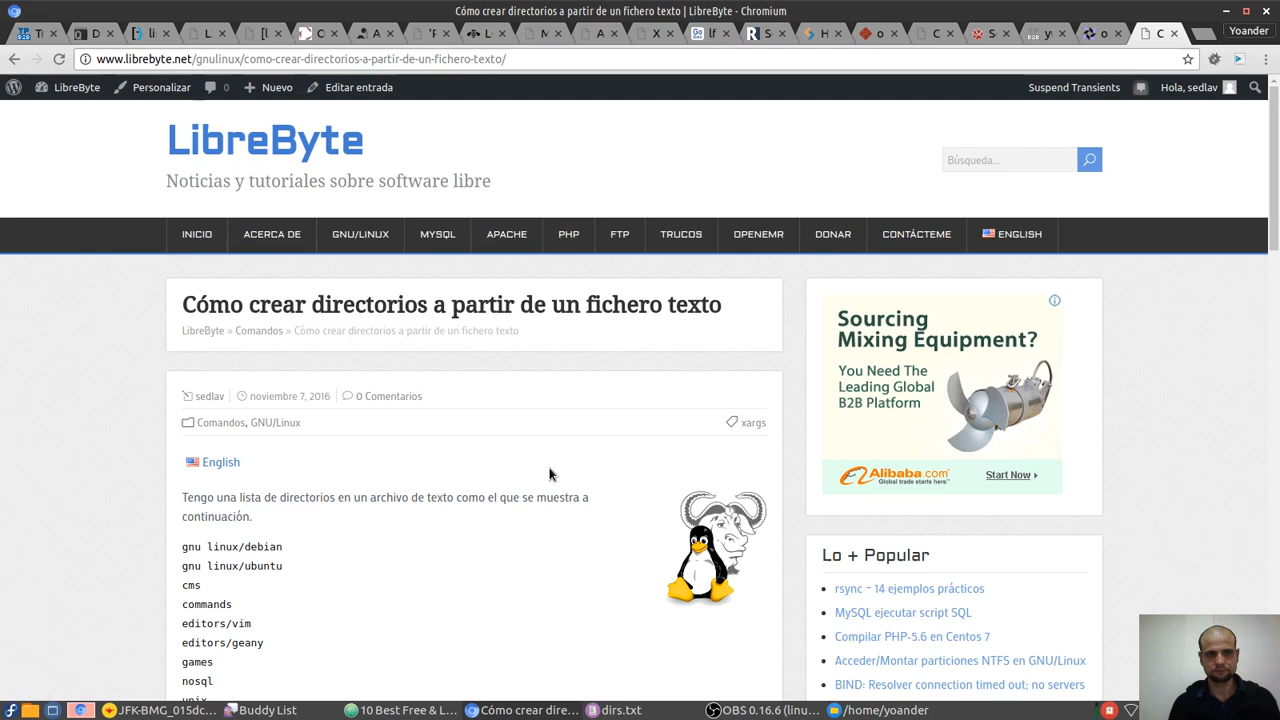 Cómo crear directorios a partir de un fichero texto | LibreByte - Chromium
Yoander
www.librebyte.net/gnulinux/como-crear-directorios-a-partir-de-un-fichero-texto/
LibreByte Personalizar 0 Nuevo Editar entrada Suspend Transients Hola, sedlav
LibreByte
Noticias y tutoriales sobre software libre
Búsqueda...
INICIO ACERCA DE GNU/LINUX MYSQL APACHE PHP FTP TRUCOS OPENEMR DONAR CONTÁCTEME ENGLISH
Cómo crear directorios a partir de un fichero texto
LibreByte » Comandos » Cómo crear directorios a partir de un fichero texto
sedlav noviembre 7, 2016 0 Comentarios
Comandos, GNU/Linux xargs
English
Tengo una lista de directorios en un archivo de texto como el que se muestra a
continuación.
gnu linux/debian
gnu linux/ubuntu
cms
commands
editors/vim
editors/geany
games
nosql
Sourcing
Mixing Equipment?
You Need The
Leading Global
B2B Platform
Alibaba.com
Global trade starts here.
Start Now
Lo + Popular
rsync – 14 ejemplos prácticos
MySQL ejecutar script SQL
Compilar PHP-5.6 en Centos 7
Acceder/Montar particiones NTFS en GNU/Linux
BIND: Resolver connection timed out; no servers
JFK-BMG_015dc... Buddy List 10 Best Free & L... Cómo crear dire... dirs.txt OBS 0.16.6 (linu... /home/yoander